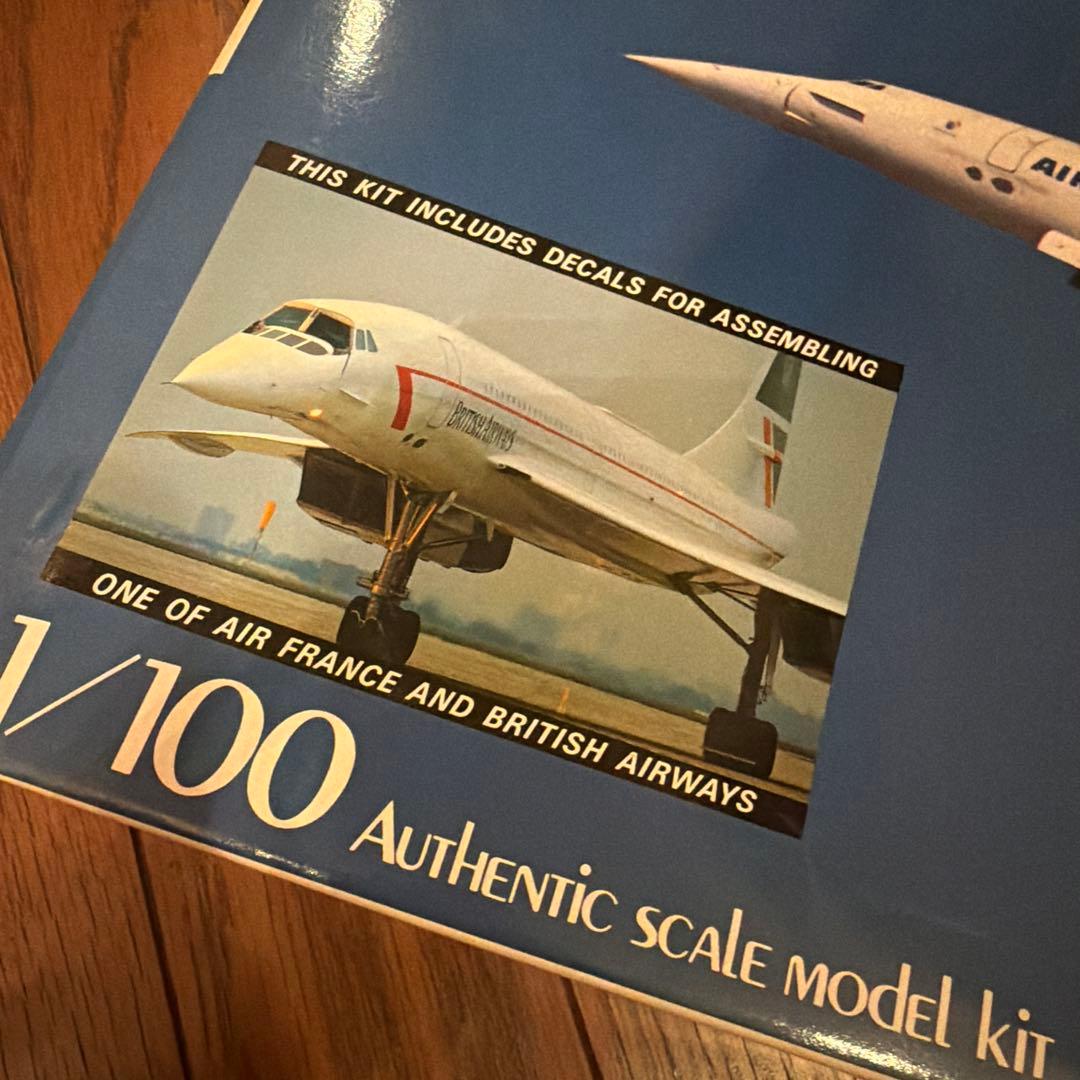 AIR
THIS KIT INCLUDES DECALS FOR ASSEMBLING
BRITISH AIRWAYS
ONE OF AIR FRANCE AND BRITISH AIRWAYS
1/100 AUTHENTIC SCALE MODEL KIT